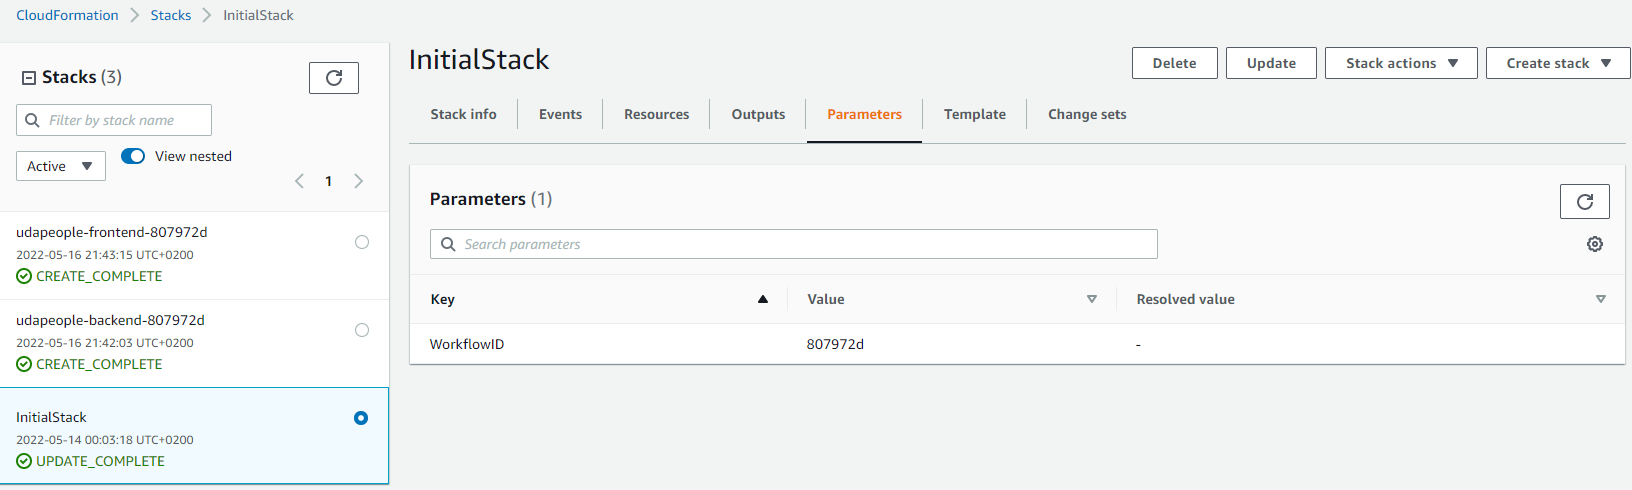 CloudFormation > Stacks > InitialStack
Stacks (3)
Filter by stack name
Active
View nested
1
udapeople-frontend-807972d
2022-05-16 21:43:15 UTC+0200
CREATE_COMPLETE
udapeople-backend-807972d
2022-05-16 21:42:03 UTC+0200
CREATE_COMPLETE
InitialStack
2022-05-14 00:03:18 UTC+0200
UPDATE_COMPLETE
InitialStack
Delete Update Stack actions Create stack
Stack info Events Resources Outputs Parameters Template Change sets
Parameters (1)
Search parameters
Key Value Resolved value
WorkflowID 807972d -